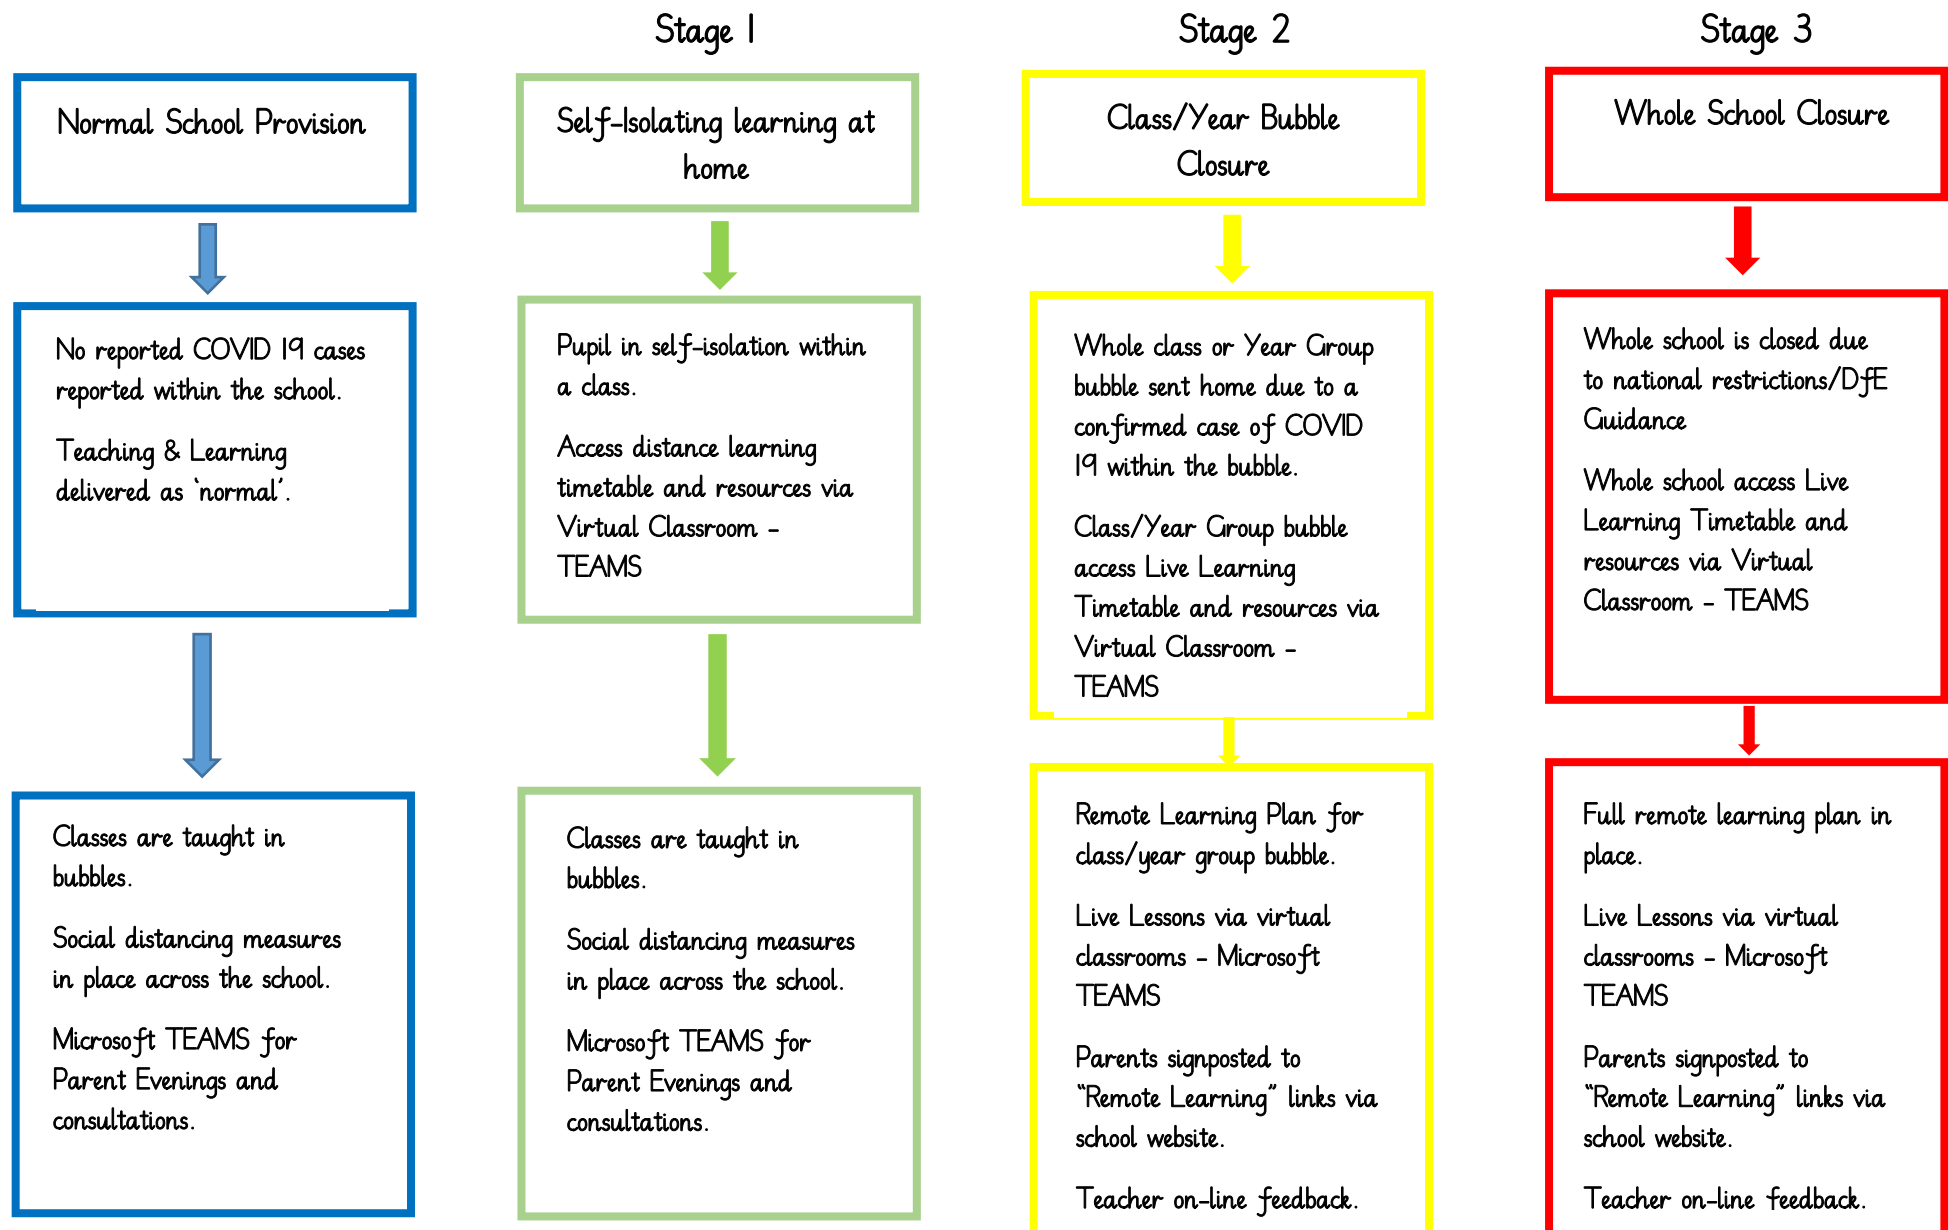 Stage 1
Stage 2
Stage 3
Normal School Provision
Self-Isolating learning at
home
Class/Year Bubble
Closure
Whole School Closure
No reported COVID 19 cases
reported within the school.
Teaching & Learning
delivered as ‘normal’.
Pupil in self-isolation within
a class.
Access distance learning
timetable and resources via
Virtual Classroom –
TEAMS
Whole class or Year Group
bubble sent home due to a
confirmed case of COVID
19 within the bubble.
Class/Year Group bubble
access Live Learning
Timetable and resources via
Virtual Classroom –
TEAMS
Whole school is closed due
to national restrictions/DfE
Guidance
Whole school access Live
Learning Timetable and
resources via Virtual
Classroom – TEAMS
Classes are taught in
bubbles.
Social distancing measures
in place across the school.
Microsoft TEAMS for
Parent Evenings and
consultations.
Classes are taught in
bubbles.
Social distancing measures
in place across the school.
Microsoft TEAMS for
Parent Evenings and
consultations.
Remote Learning Plan for
class/year group bubble.
Live Lessons via virtual
classrooms – Microsoft
TEAMS
Parents signposted to
“Remote Learning” links via
school website.
Teacher on-line feedback.
Full remote learning plan in
place.
Live Lessons via virtual
classrooms – Microsoft
TEAMS
Parents signposted to
“Remote Learning” links via
school website.
Teacher on-line feedback.